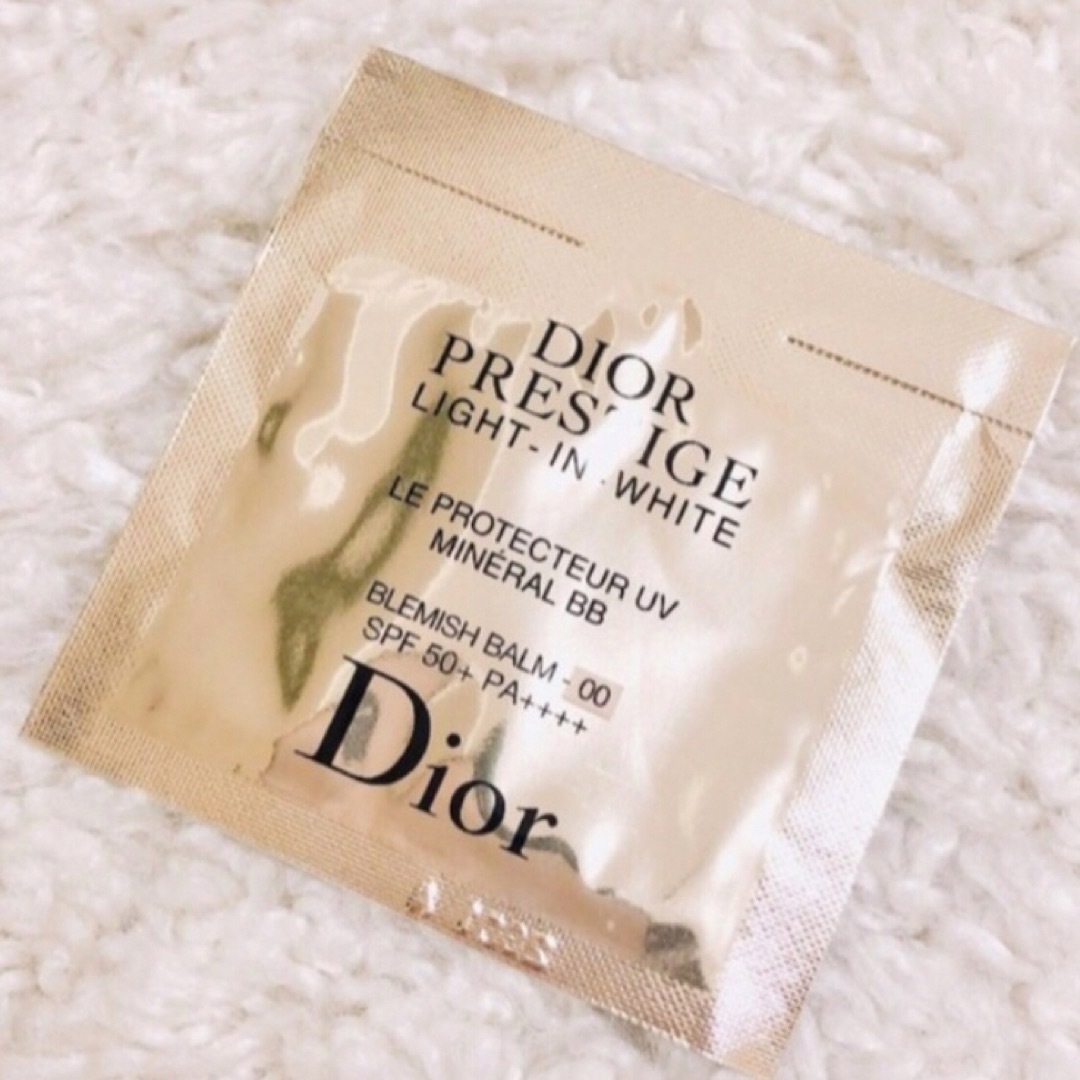 DIOR
PRESTIGE
LIGHT-IN-WHITE
LE PROTECTEUR UV
MINÉRAL BB
BLEMISH BALM - 00
SPF 50+ PA++++
Dior